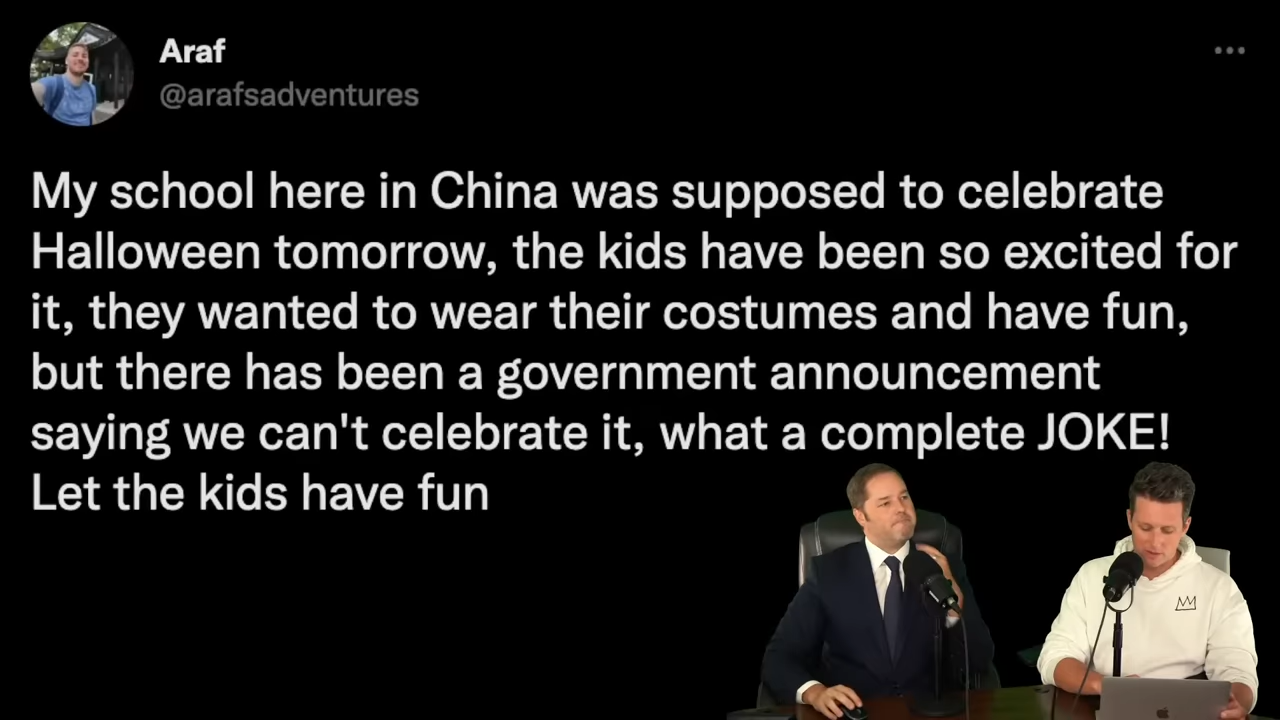 Araf
@arafsadventures
My school here in China was supposed to celebrate
Halloween tomorrow, the kids have been so excited for
it, they wanted to wear their costumes and have fun,
but there has been a government announcement
saying we can't celebrate it, what a complete JOKE!
Let the kids have fun